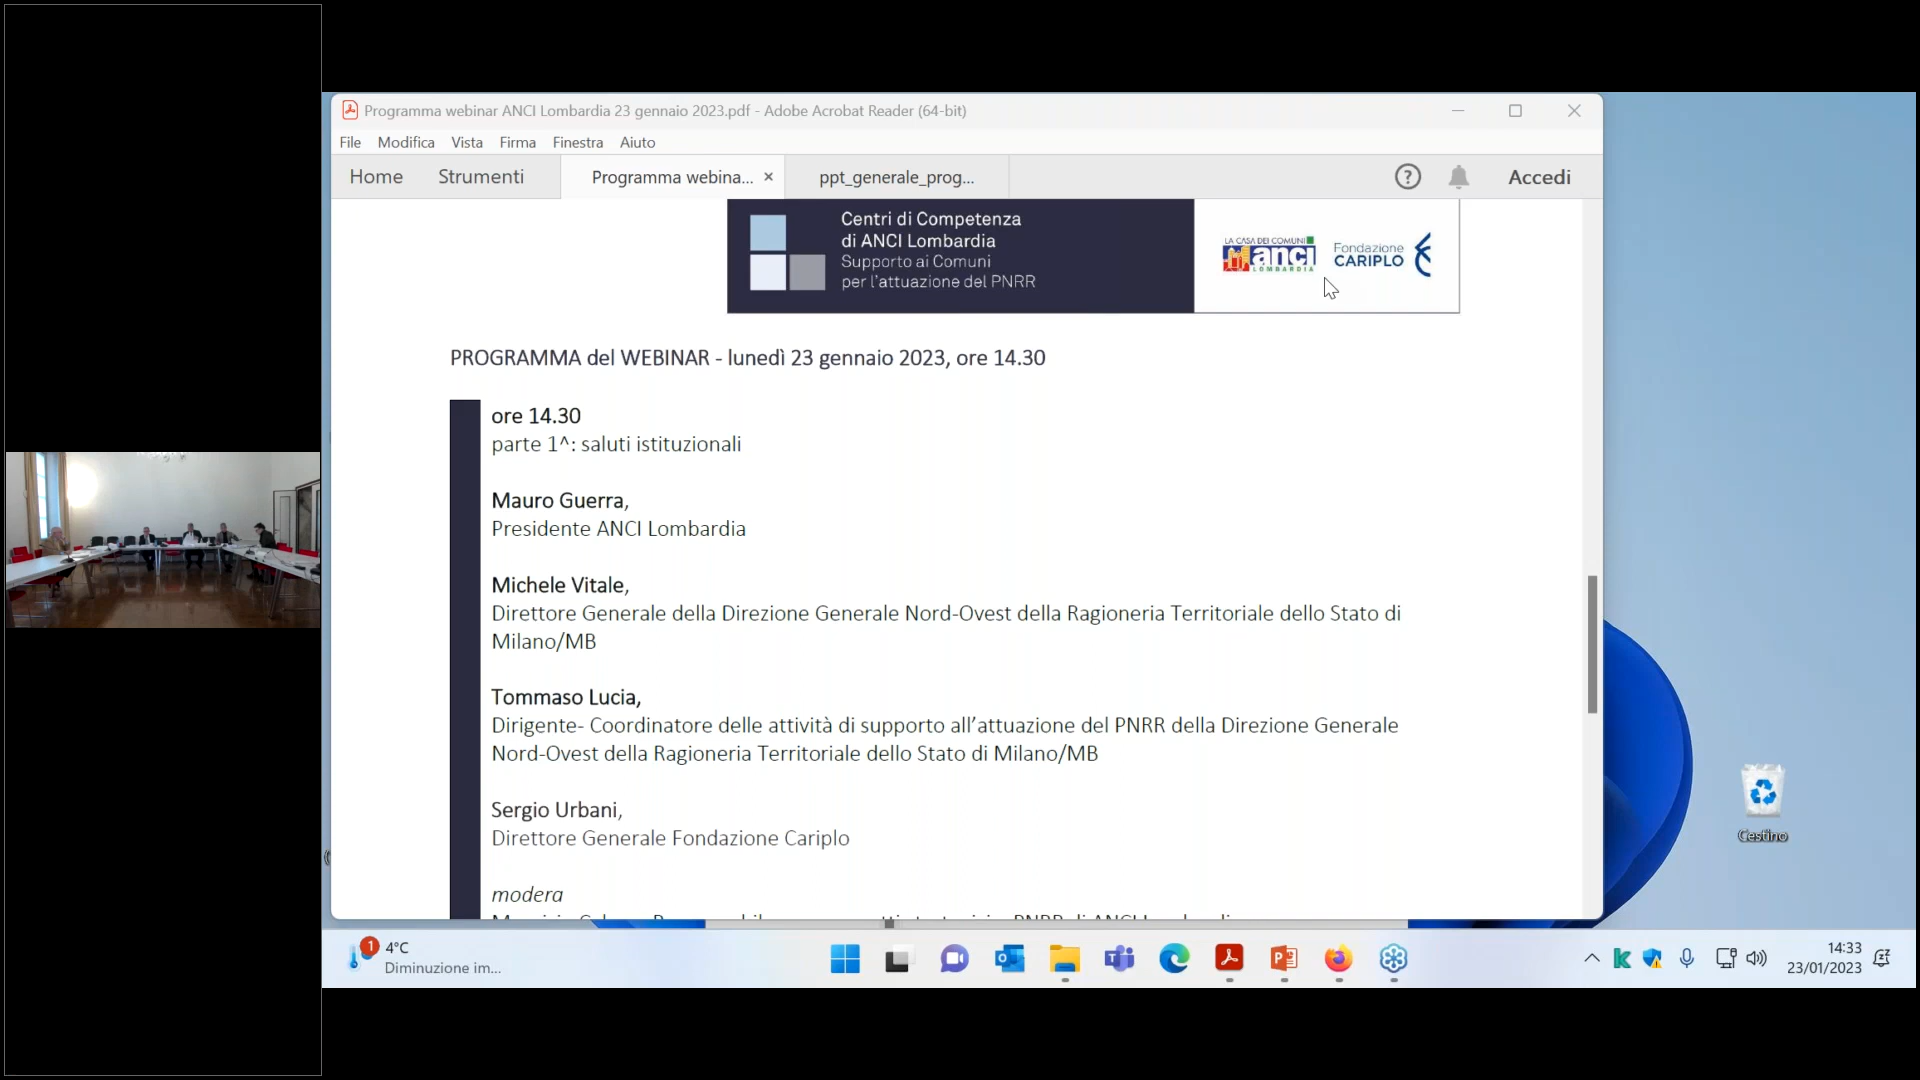 Programma webinar ANCI Lombardia 23 gennaio 2023.pdf - Adobe Acrobat Reader (64-bit)
File Modifica Vista Firma Finestra Aiuto
Home Strumenti Programma webina... × ppt_generale_prog... Accedi
Centri di Competenza
di ANCI Lombardia
Supporto ai Comuni
per l'attuazione del PNRR
LA CASA DEI COMUNI
anci
LOMBARDIA
Fondazione
CARIPLO
PROGRAMMA del WEBINAR - lunedì 23 gennaio 2023, ore 14.30
ore 14.30
parte 1^: saluti istituzionali
Mauro Guerra,
Presidente ANCI Lombardia
Michele Vitale,
Direttore Generale della Direzione Generale Nord-Ovest della Ragioneria Territoriale dello Stato di
Milano/MB
Tommaso Lucia,
Dirigente- Coordinatore delle attività di supporto all’attuazione del PNRR della Direzione Generale
Nord-Ovest della Ragioneria Territoriale dello Stato di Milano/MB
Sergio Urbani,
Direttore Generale Fondazione Cariplo
modera
Cestino
1
4°C
Diminuzione im...
14:33
23/01/2023